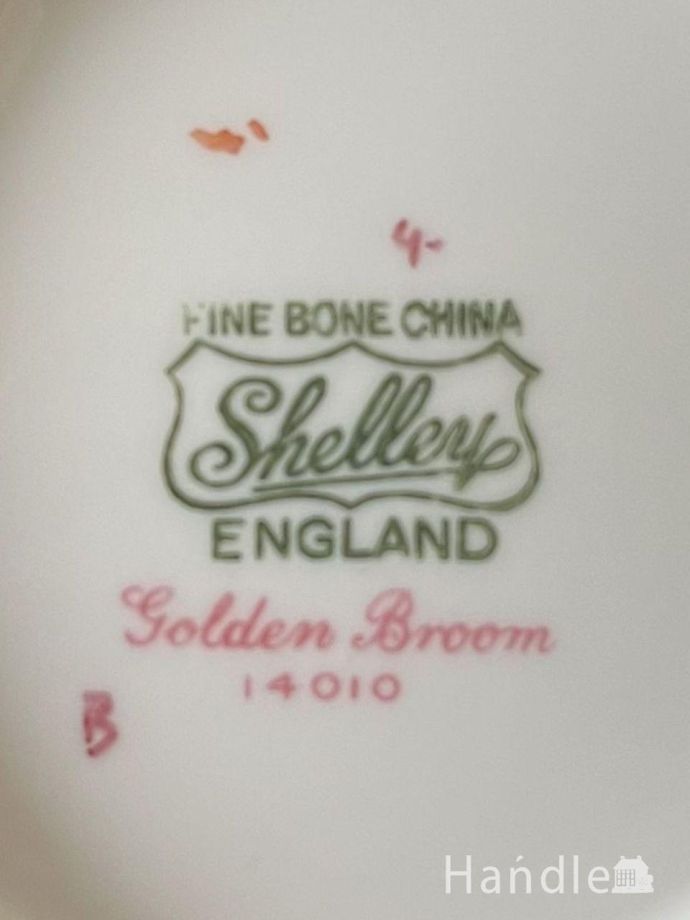 4-
FINE BONE CHINA
Shelley
ENGLAND
Golden Broom
14010
B
Handle